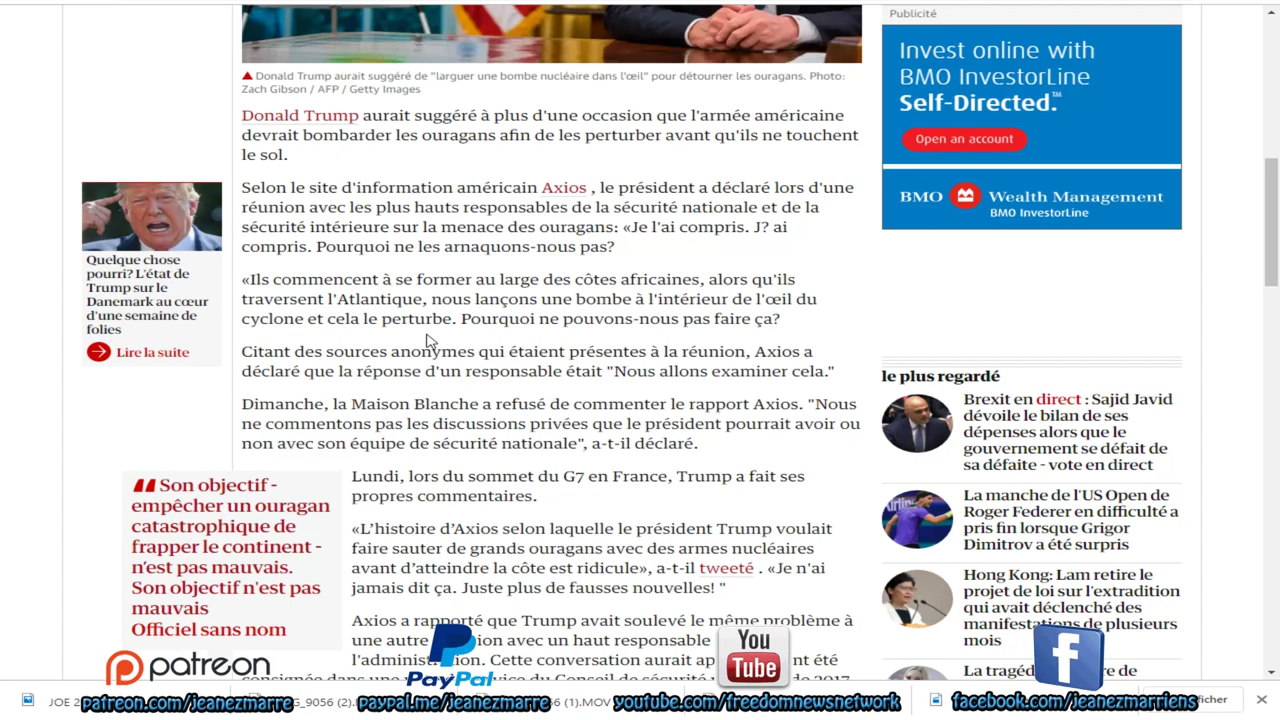 Publicité
Invest online with
BMO InvestorLine
Self-Directed.™
Open an account
BMO Wealth Management
BMO InvestorLine
Donald Trump aurait suggéré de "larguer une bombe nucléaire dans l'œil" pour détourner les ouragans. Photo:
Zach Gibson / AFP / Getty Images
Donald Trump aurait suggéré à plus d'une occasion que l'armée américaine
devrait bombarder les ouragans afin de les perturber avant qu'ils ne touchent
le sol.
Selon le site d'information américain Axios , le président a déclaré lors d'une
réunion avec les plus hauts responsables de la sécurité nationale et de la
sécurité intérieure sur la menace des ouragans: «Je l'ai compris. J? ai
compris. Pourquoi ne les arnaquons-nous pas?
Quelque chose
pourri? L'état de
Trump sur le
Danemark au cœur
d'une semaine de
folies
Lire la suite
«Ils commencent à se former au large des côtes africaines, alors qu'ils
traversent l'Atlantique, nous lançons une bombe à l'intérieur de l'œil du
cyclone et cela le perturbe. Pourquoi ne pouvons-nous pas faire ça?
Citant des sources anonymes qui étaient présentes à la réunion, Axios a
déclaré que la réponse d'un responsable était "Nous allons examiner cela."
Dimanche, la Maison Blanche a refusé de commenter le rapport Axios. "Nous
ne commentons pas les discussions privées que le président pourrait avoir ou
non avec son équipe de sécurité nationale", a-t-il déclaré.
Son objectif -
empêcher un ouragan
catastrophique de
frapper le continent -
n'est pas mauvais.
Son objectif n'est pas
mauvais
Officiel sans nom
Lundi, lors du sommet du G7 en France, Trump a fait ses
propres commentaires.
«L'histoire d'Axios selon laquelle le président Trump voulait
faire sauter de grands ouragans avec des armes nucléaires
avant d'atteindre la côte est ridicule», a-t-il tweeté . «Je n'ai
jamais dit ça. Juste plus de fausses nouvelles! "
Axios a rapporté que Trump avait soulevé le même problème à
une autre avec un haut responsable
Cette conversation aurait
le plus regardé
Brexit en direct : Sajid Javid
dévoile le bilan de ses
dépenses alors que le
gouvernement se défait de
sa défaite - vote en direct
La manche de l'US Open de
Roger Federer en difficulté a
pris fin lorsque Grigor
Dimitrov a été surpris
Hong Kong: Lam retire le
projet de loi sur l'extradition
qui avait déclenché des
manifestations de plusieurs
mois
patreon
PayPal
You
Tube
f
patreon.com/jeanezmarre
paypal.me/jeanezmarre
youtube.com/freedomnewsnetwork
facebook.com/jeanezmarriens